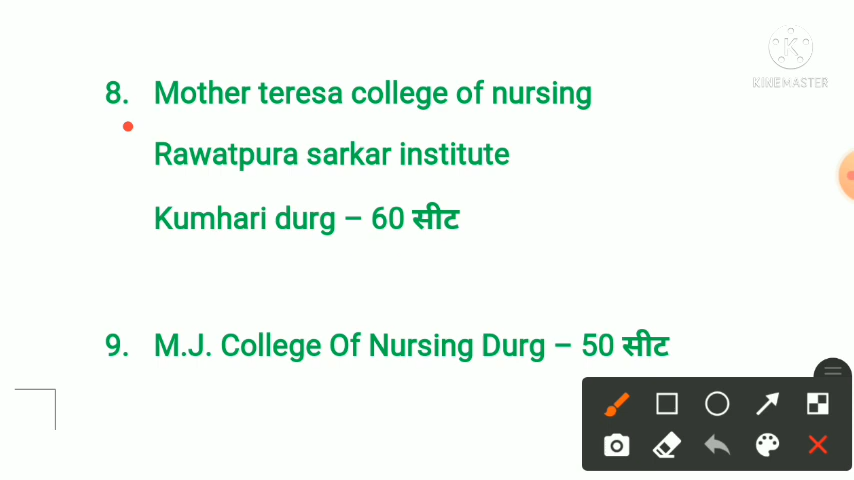 KINEMASTER
8. Mother teresa college of nursing
Rawatpura sarkar institute
Kumhari durg – 60 सीट
9. M.J. College Of Nursing Durg – 50 सीट